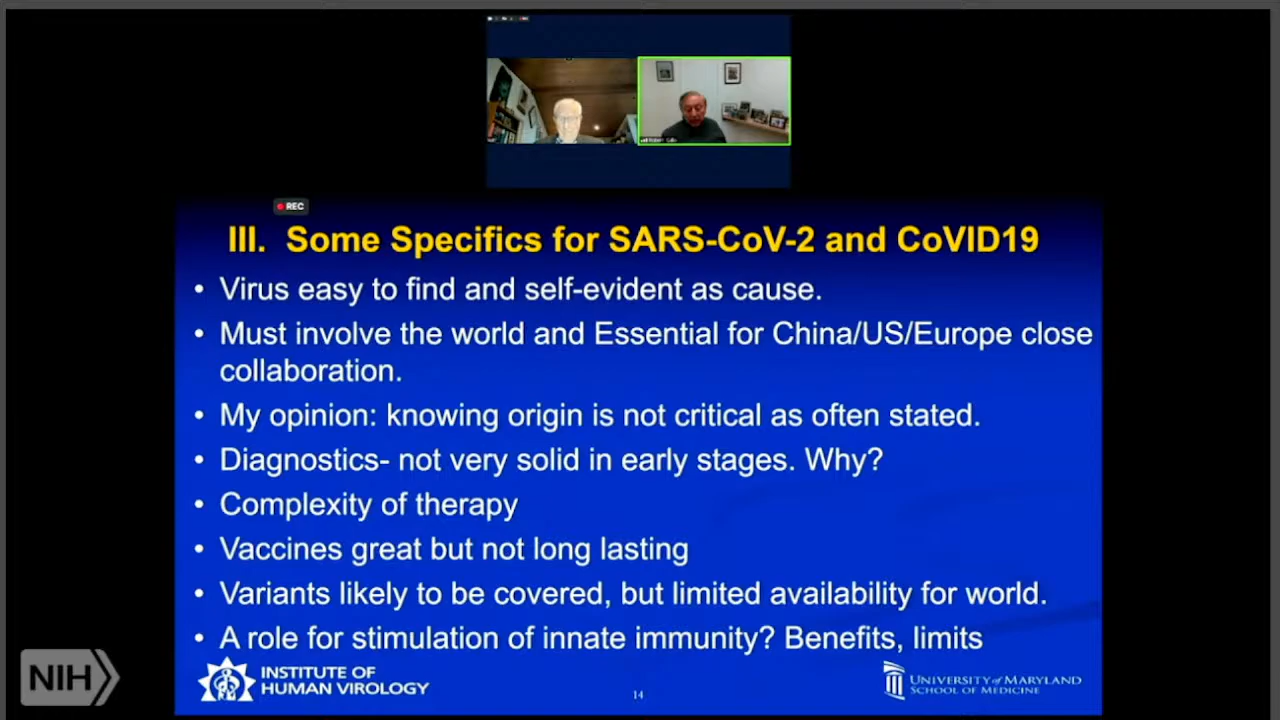 Robert Gallo
REC
III. Some Specifics for SARS-CoV-2 and CoVID19
• Virus easy to find and self-evident as cause.
• Must involve the world and Essential for China/US/Europe close
collaboration.
• My opinion: knowing origin is not critical as often stated.
• Diagnostics- not very solid in early stages. Why?
• Complexity of therapy
• Vaccines great but not long lasting
• Variants likely to be covered, but limited availability for world.
• A role for stimulation of innate immunity? Benefits, limits
NIH
INSTITUTE OF
HUMAN VIROLOGY
14
UNIVERSITY of MARYLAND
SCHOOL OF MEDICINE